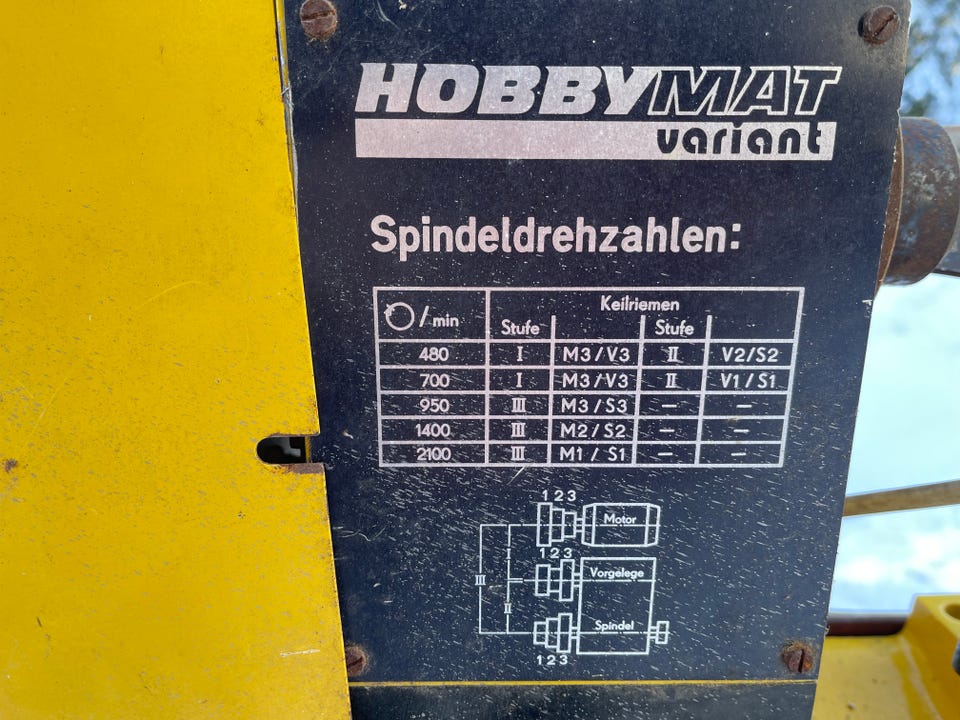 HOBBYMAT
variant
Spindeldrehzahlen:
/min Keilriemen
Stufe Stufe
480 I M3/V3 II V2/S2
700 I M3/V3 II V1/S1
950 III M3/S3 — —
1400 III M2/S2 — —
2100 III M1/S1 — —
1 2 3
Motor
I
1 2 3
III
Vorgelege
II
Spindel
1 2 3